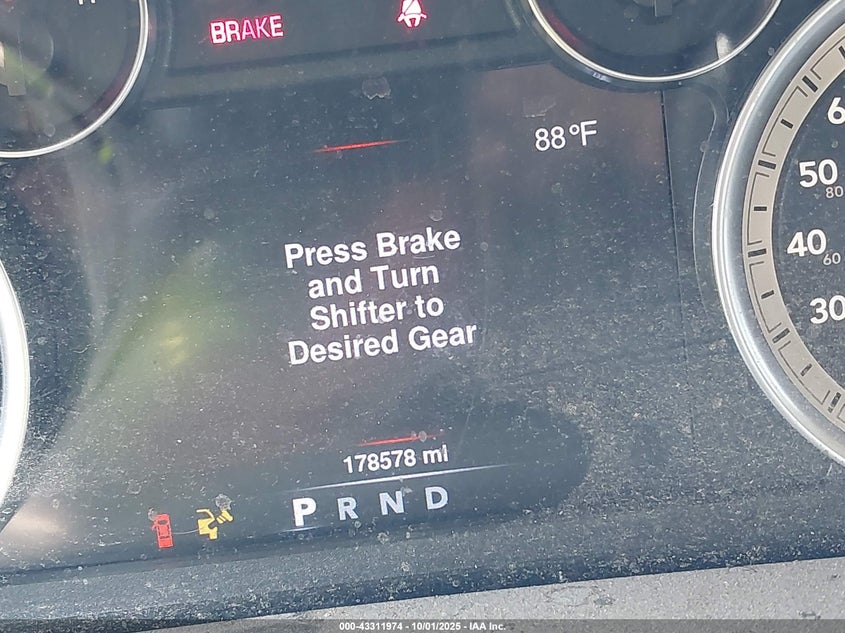 BRAKE
88°F
Press Brake
and Turn
Shifter to
Desired Gear
178578 mi
P R N D
50
80
40
60
30
000-43311974 - 10/01/2025 - IAA Inc.